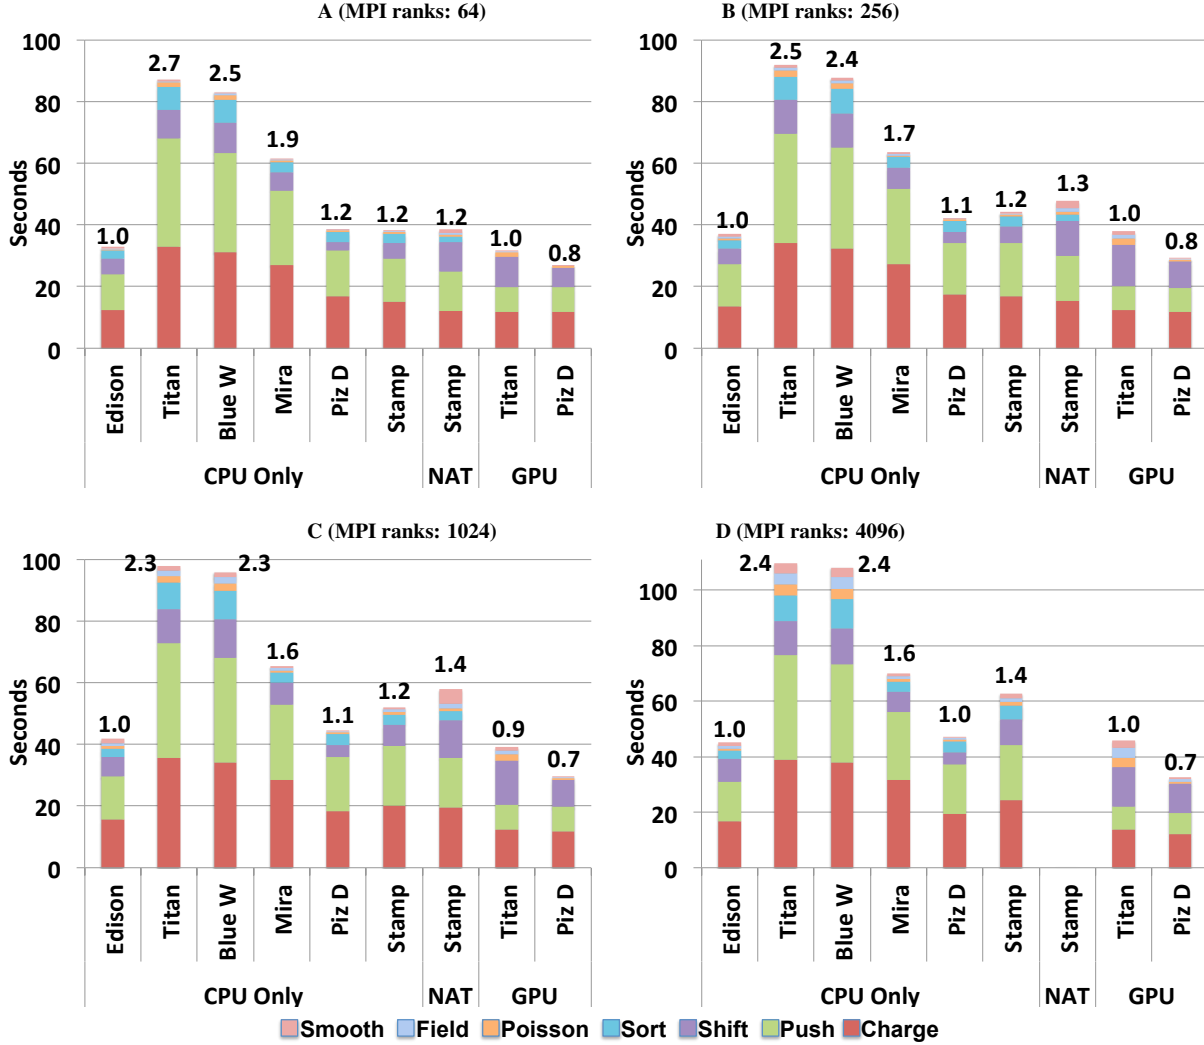 A (MPI ranks: 64)
100
80
60
40
20
0
Seconds
1.0
2.7
2.5
1.9
1.2
1.2
1.2
1.0
0.8
Edison
Titan
Blue W
Mira
Piz D
Stamp
Stamp
Titan
Piz D
CPU Only
NAT
GPU
B (MPI ranks: 256)
100
80
60
40
20
0
Seconds
1.0
2.5
2.4
1.7
1.1
1.2
1.3
1.0
0.8
Edison
Titan
Blue W
Mira
Piz D
Stamp
Stamp
Titan
Piz D
CPU Only
NAT
GPU
C (MPI ranks: 1024)
100
80
60
40
20
0
Seconds
1.0
2.3
2.3
1.6
1.1
1.2
1.4
0.9
0.7
Edison
Titan
Blue W
Mira
Piz D
Stamp
Stamp
Titan
Piz D
CPU Only
NAT
GPU
D (MPI ranks: 4096)
100
80
60
40
20
0
Seconds
1.0
2.4
2.4
1.6
1.0
1.4
1.0
0.7
Edison
Titan
Blue W
Mira
Piz D
Stamp
Stamp
Titan
Piz D
CPU Only
NAT
GPU
Smooth Field Poisson Sort Shift Push Charge